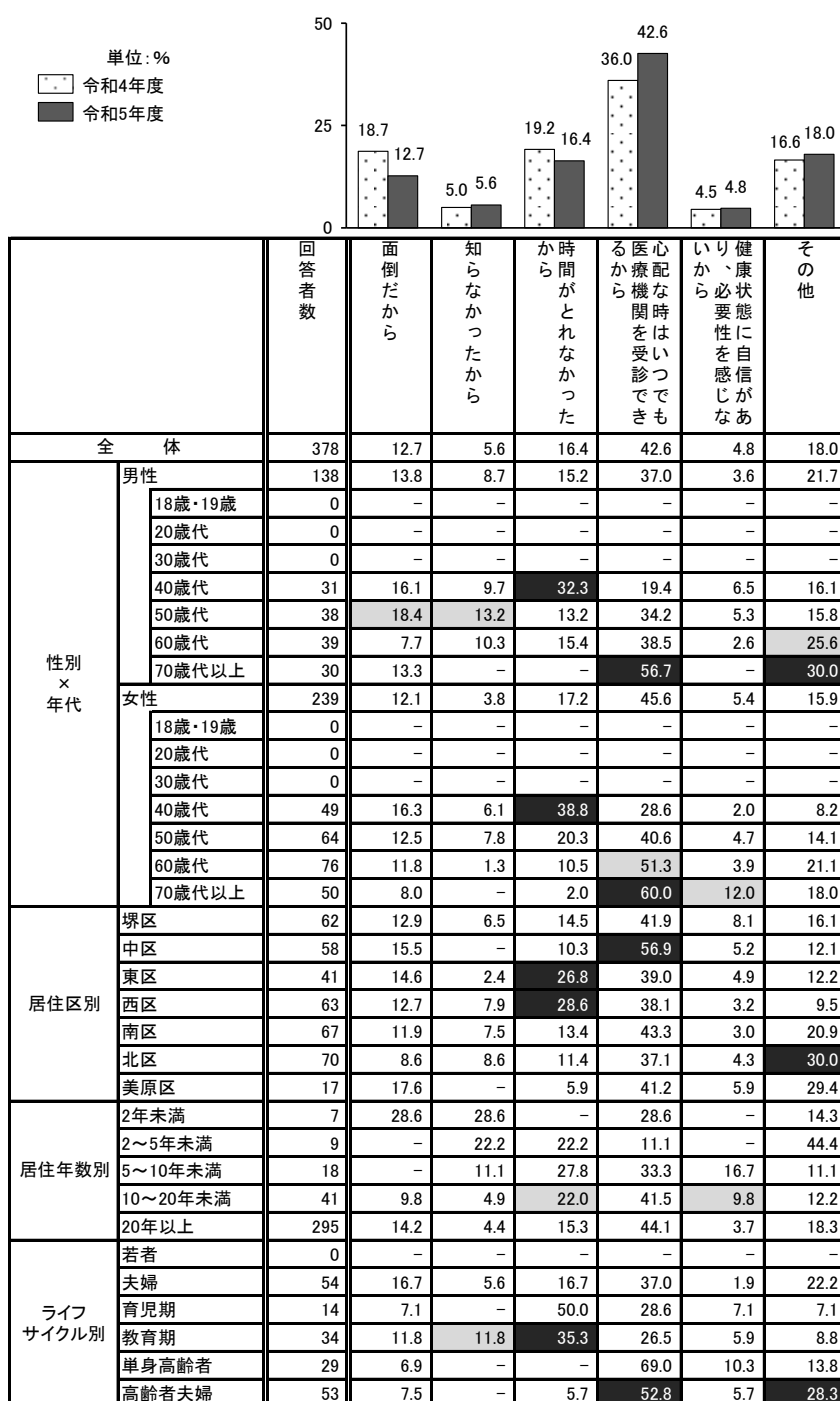 単位:%
令和4年度
令和5年度
50
25
0
18.7
12.7
5.0
5.6
19.2
16.4
36.0
42.6
4.5
4.8
16.6
18.0
回答者数
面倒だから
知らなかったから
時間がとれなかった
から
心配な時はいつでも
医療機関を受診でき
るから
健康状態に自信があ
り、必要性を感じな
いから
その他
全 体 378 12.7 5.6 16.4 42.6 4.8 18.0
性別
×
年代
男性 138 13.8 8.7 15.2 37.0 3.6 21.7
18歳・19歳 0 － － － － － －
20歳代 0 － － － － － －
30歳代 0 － － － － － －
40歳代 31 16.1 9.7 32.3 19.4 6.5 16.1
50歳代 38 18.4 13.2 13.2 34.2 5.3 15.8
60歳代 39 7.7 10.3 15.4 38.5 2.6 25.6
70歳代以上 30 13.3 － － 56.7 － 30.0
女性 239 12.1 3.8 17.2 45.6 5.4 15.9
18歳・19歳 0 － － － － － －
20歳代 0 － － － － － －
30歳代 0 － － － － － －
40歳代 49 16.3 6.1 38.8 28.6 2.0 8.2
50歳代 64 12.5 7.8 20.3 40.6 4.7 14.1
60歳代 76 11.8 1.3 10.5 51.3 3.9 21.1
70歳代以上 50 8.0 － 2.0 60.0 12.0 18.0
居住区別
堺区 62 12.9 6.5 14.5 41.9 8.1 16.1
中区 58 15.5 － 10.3 56.9 5.2 12.1
東区 41 14.6 2.4 26.8 39.0 4.9 12.2
西区 63 12.7 7.9 28.6 38.1 3.2 9.5
南区 67 11.9 7.5 13.4 43.3 3.0 20.9
北区 70 8.6 8.6 11.4 37.1 4.3 30.0
美原区 17 17.6 － 5.9 41.2 5.9 29.4
居住年数別
2年未満 7 28.6 28.6 － 28.6 － 14.3
2～5年未満 9 － 22.2 22.2 11.1 － 44.4
5～10年未満 18 － 11.1 27.8 33.3 16.7 11.1
10～20年未満 41 9.8 4.9 22.0 41.5 9.8 12.2
20年以上 295 14.2 4.4 15.3 44.1 3.7 18.3
ライフ
サイクル別
若者 0 － － － － － －
夫婦 54 16.7 5.6 16.7 37.0 1.9 22.2
育児期 14 7.1 － 50.0 28.6 7.1 7.1
教育期 34 11.8 11.8 35.3 26.5 5.9 8.8
単身高齢者 29 6.9 － － 69.0 10.3 13.8
高齢者夫婦 53 7.5 － 5.7 52.8 5.7 28.3